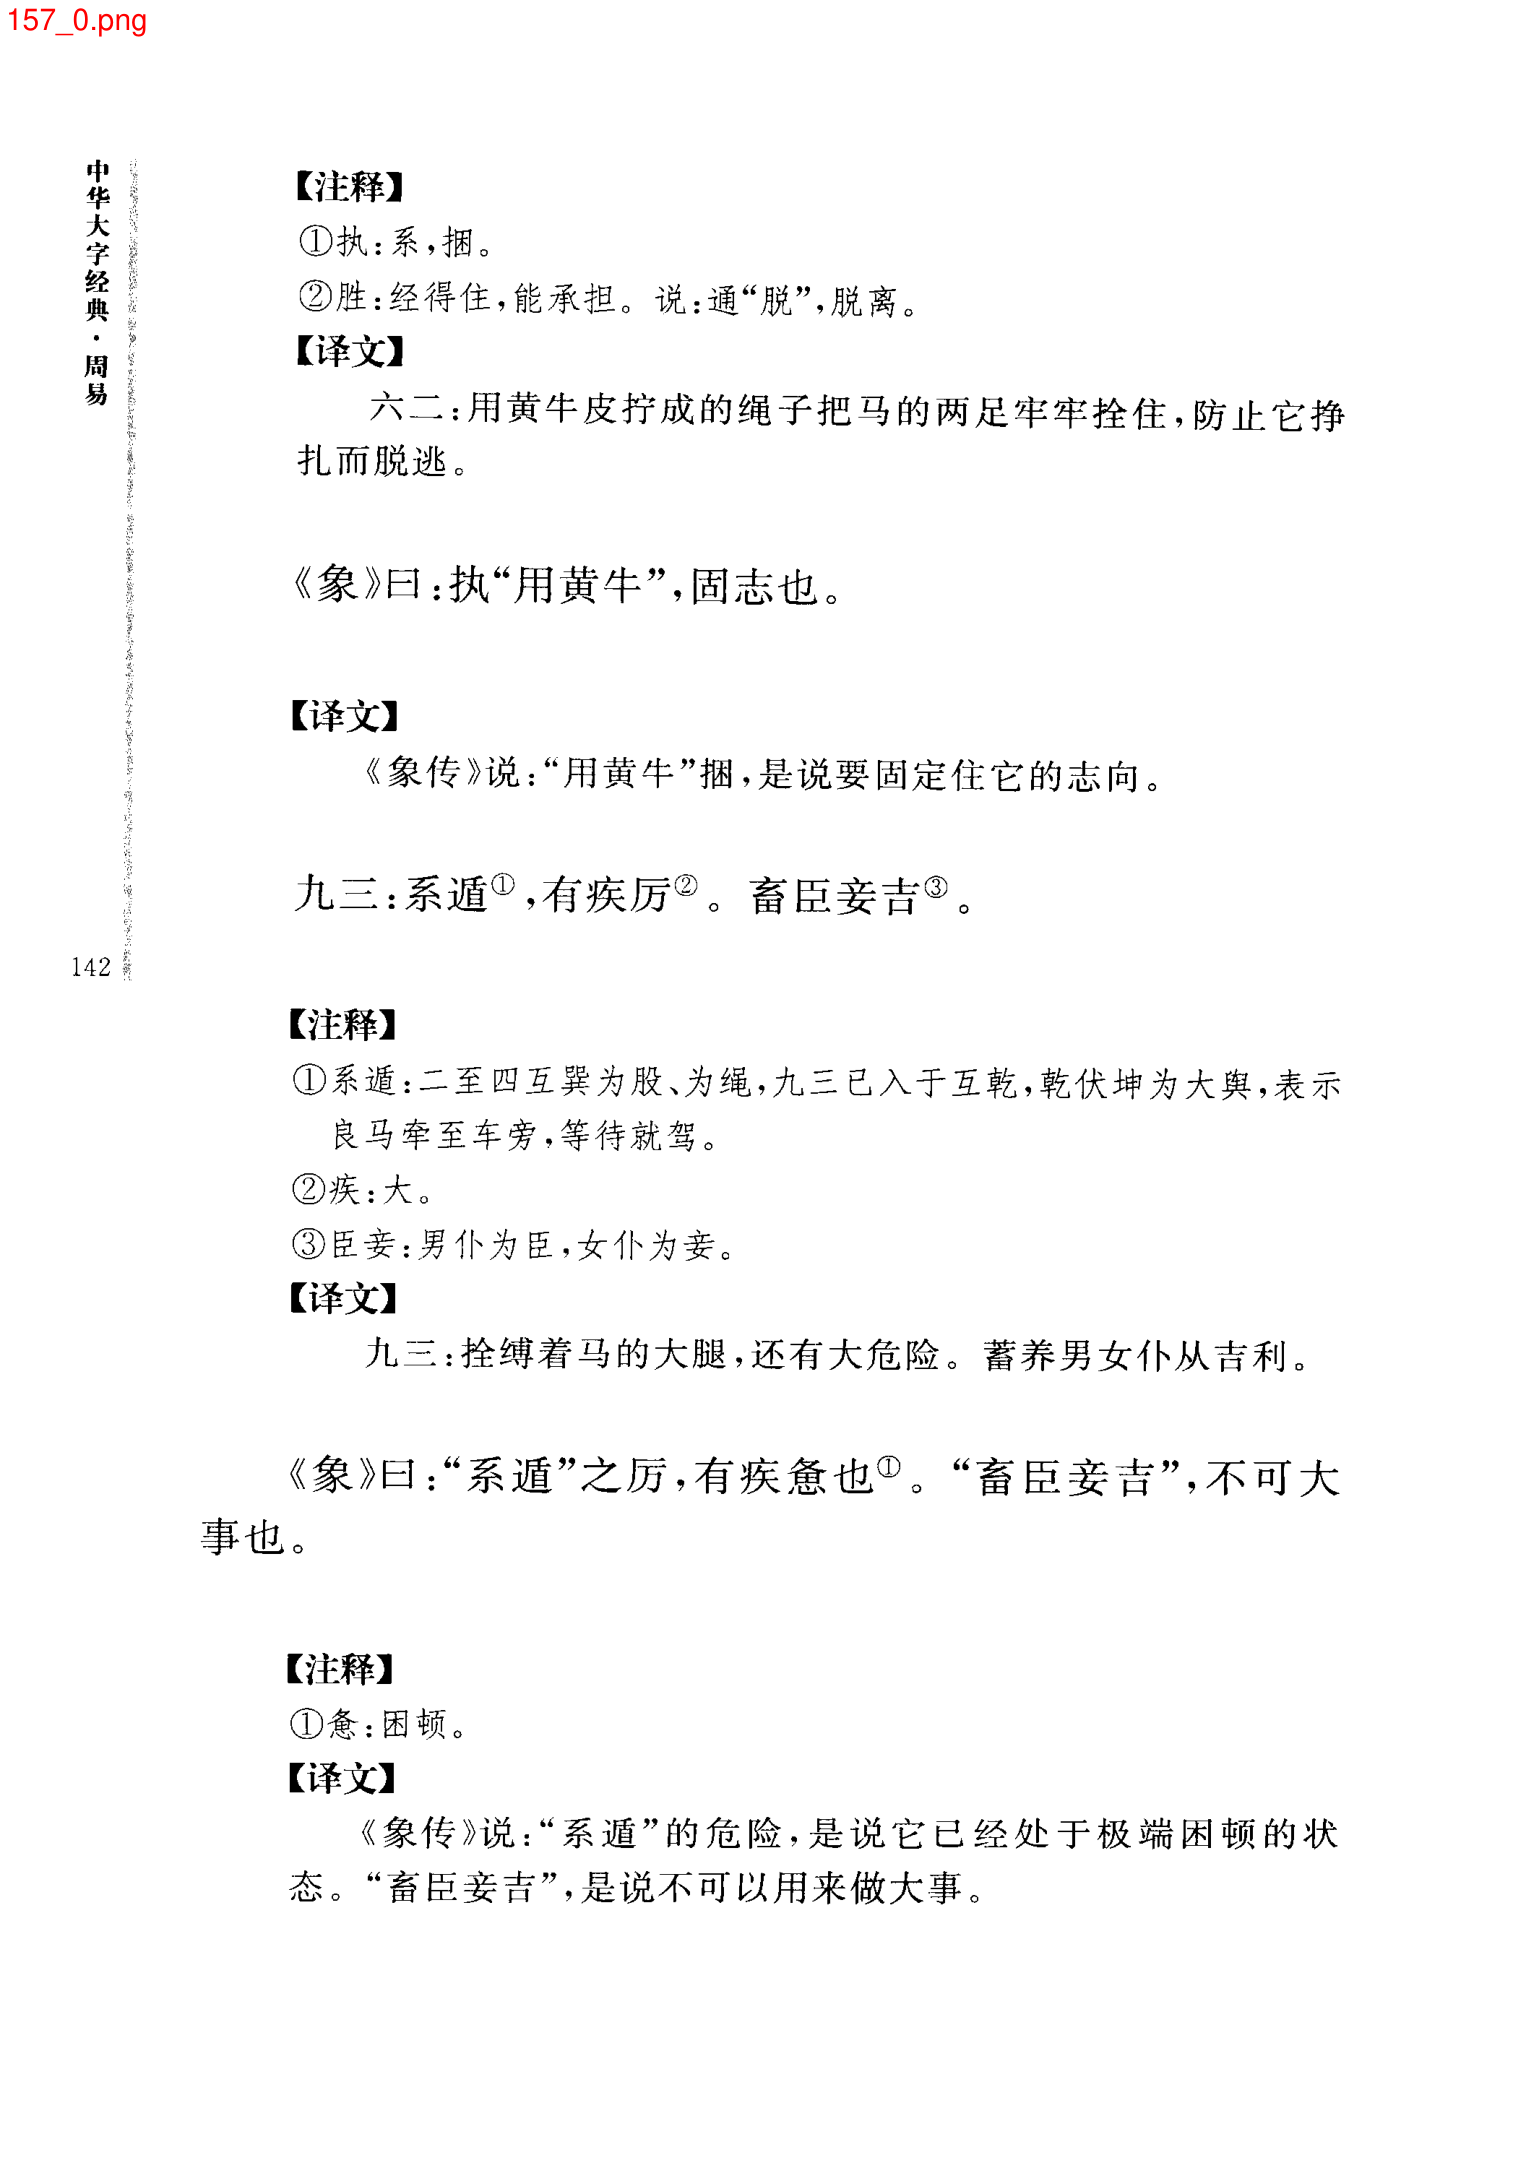 157_0.png
中华大字经典·周易
142
【注释】
①执:系,捆。
②胜:经得住,能承担。说:通“脱”,脱离。
【译文】
六二:用黄牛皮拧成的绳子把马的两足牢牢拴住,防止它挣
扎而脱逃。
《象》曰:执“用黄牛”,固志也。
【译文】
《象传》说:“用黄牛”捆,是说要固定住它的志向。
九三:系遁①,有疾厉②。畜臣妾吉③。
【注释】
①系遁:二至四互巽为股、为绳,九三已入于互乾,乾伏坤为大舆,表示
良马牵至车旁,等待就驾。
②疾:大。
③臣妾:男仆为臣,女仆为妾。
【译文】
九三:拴缚着马的大腿,还有大危险。蓄养男女仆从吉利。
《象》曰:“系遁”之厉,有疾惫也①。“畜臣妾吉”,不可大
事也。
【注释】
①惫:困顿。
【译文】
《象传》说:“系遁”的危险,是说它已经处于极端困顿的状
态。“畜臣妾吉”,是说不可以用来做大事。